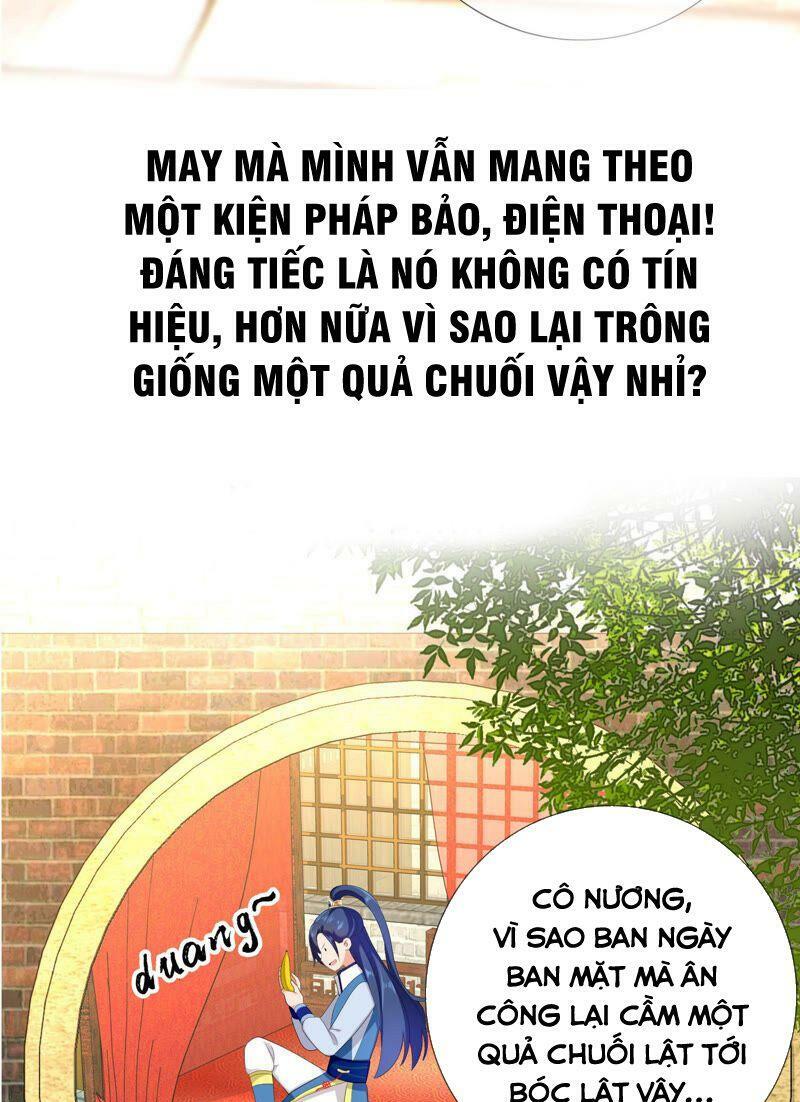 MAY MÀ MÌNH VẪN MANG THEO
MỘT KIỆN PHÁP BẢO, ĐIỆN THOẠI!
ĐÁNG TIẾC LÀ NÓ KHÔNG CÓ TÍN
HIỆU, HƠN NỮA VÌ SAO LẠI TRÔNG
GIỐNG MỘT QUẢ CHUỐI VẬY NHỈ?
duang~
CÔ NƯƠNG,
VÌ SAO BAN NGÀY
BAN MẶT MÀ ÂN
CÔNG LẠI CẦM MỘT
QUẢ CHUỐI LẬT TỚI
BÓC LẬT VẬY...